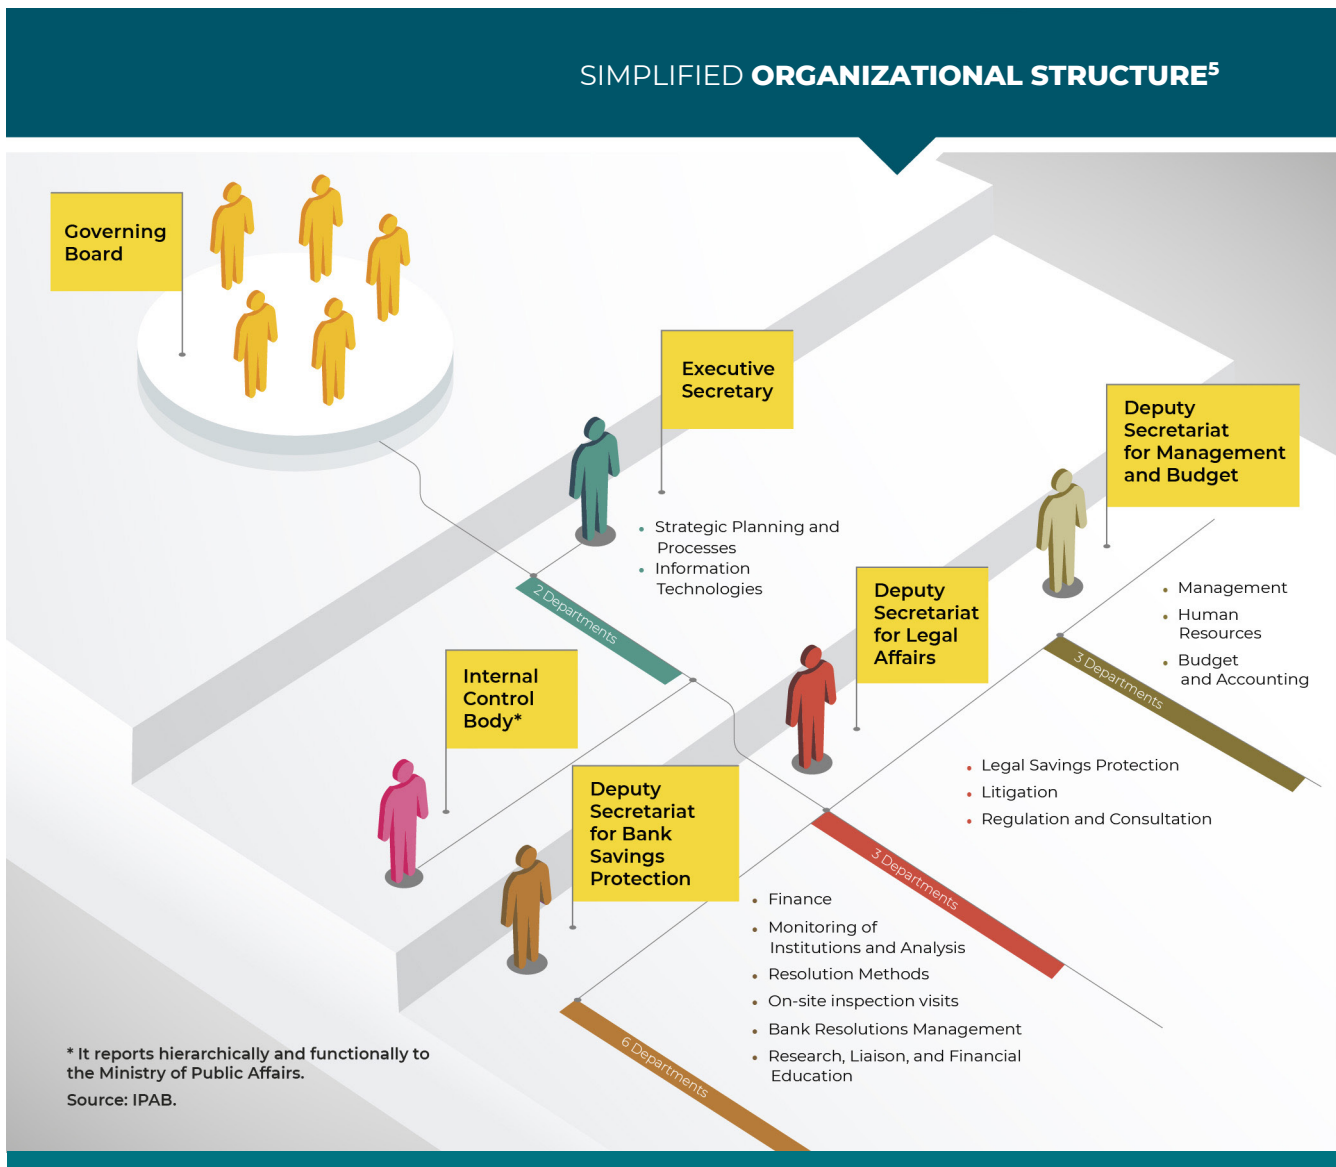 SIMPLIFIED ORGANIZATIONAL STRUCTURE⁵
Governing
Board
Executive
Secretary
• Strategic Planning and
Processes
• Information
Technologies
2 Departments
Internal
Control
Body*
Deputy
Secretariat
for Management
and Budget
• Management
• Human
Resources
• Budget
and Accounting
3 Departments
Deputy
Secretariat
for Legal
Affairs
• Legal Savings Protection
• Litigation
• Regulation and Consultation
3 Departments
Deputy
Secretariat
for Bank
Savings
Protection
• Finance
• Monitoring of
Institutions and Analysis
• Resolution Methods
• On-site inspection visits
• Bank Resolutions Management
• Research, Liaison, and Financial
Education
6 Departments
* It reports hierarchically and functionally to
the Ministry of Public Affairs.
Source: IPAB.